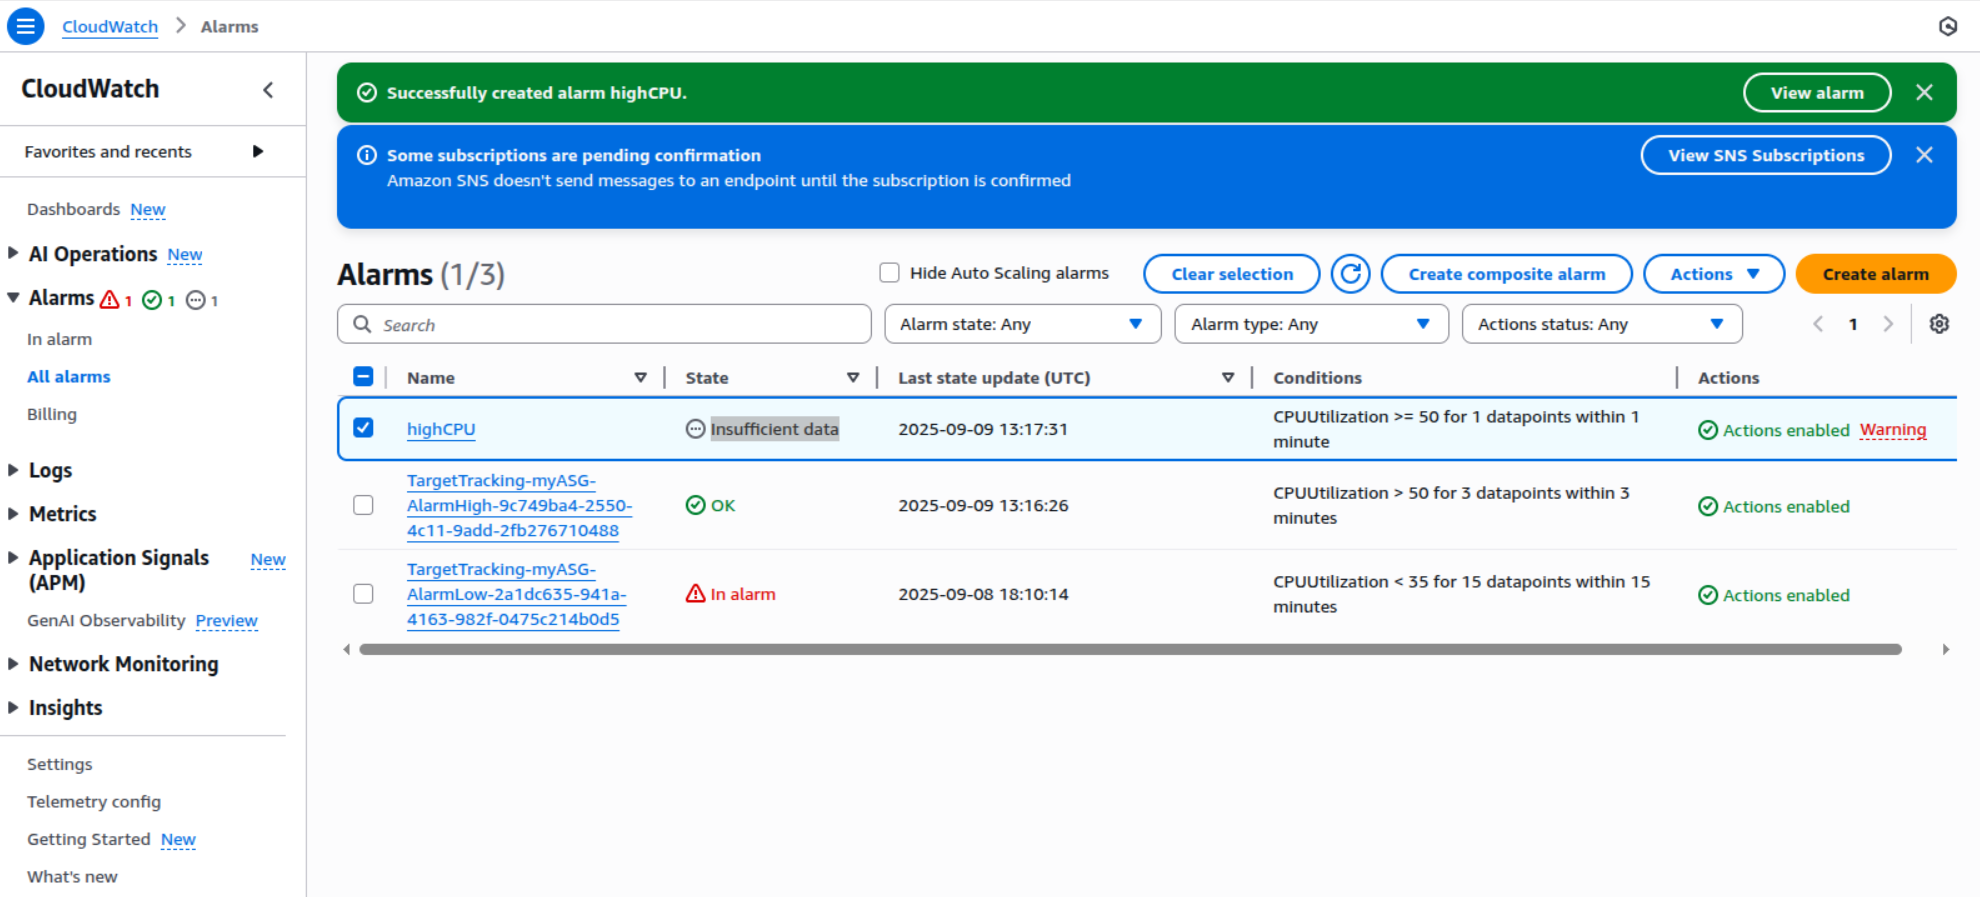 CloudWatch > Alarms
CloudWatch
Favorites and recents
Dashboards New
AI Operations New
Alarms 1 1 1
In alarm
All alarms
Billing
Logs
Metrics
Application Signals New
(APM)
GenAI Observability Preview
Network Monitoring
Insights
Settings
Telemetry config
Getting Started New
What's new
Successfully created alarm highCPU.
View alarm
Some subscriptions are pending confirmation
Amazon SNS doesn't send messages to an endpoint until the subscription is confirmed
View SNS Subscriptions
Alarms (1/3)
Hide Auto Scaling alarms
Clear selection
Create composite alarm
Actions
Create alarm
Search
Alarm state: Any
Alarm type: Any
Actions status: Any
1
Name State Last state update (UTC) Conditions Actions
highCPU
Insufficient data
2025-09-09 13:17:31
CPUUtilization >= 50 for 1 datapoints within 1
minute
Actions enabled Warning
TargetTracking-myASG-
AlarmHigh-9c749ba4-2550-
4c11-9add-2fb276710488
OK
2025-09-09 13:16:26
CPUUtilization > 50 for 3 datapoints within 3
minutes
Actions enabled
TargetTracking-myASG-
AlarmLow-2a1dc635-941a-
4163-982f-0475c214b0d5
In alarm
2025-09-08 18:10:14
CPUUtilization < 35 for 15 datapoints within 15
minutes
Actions enabled